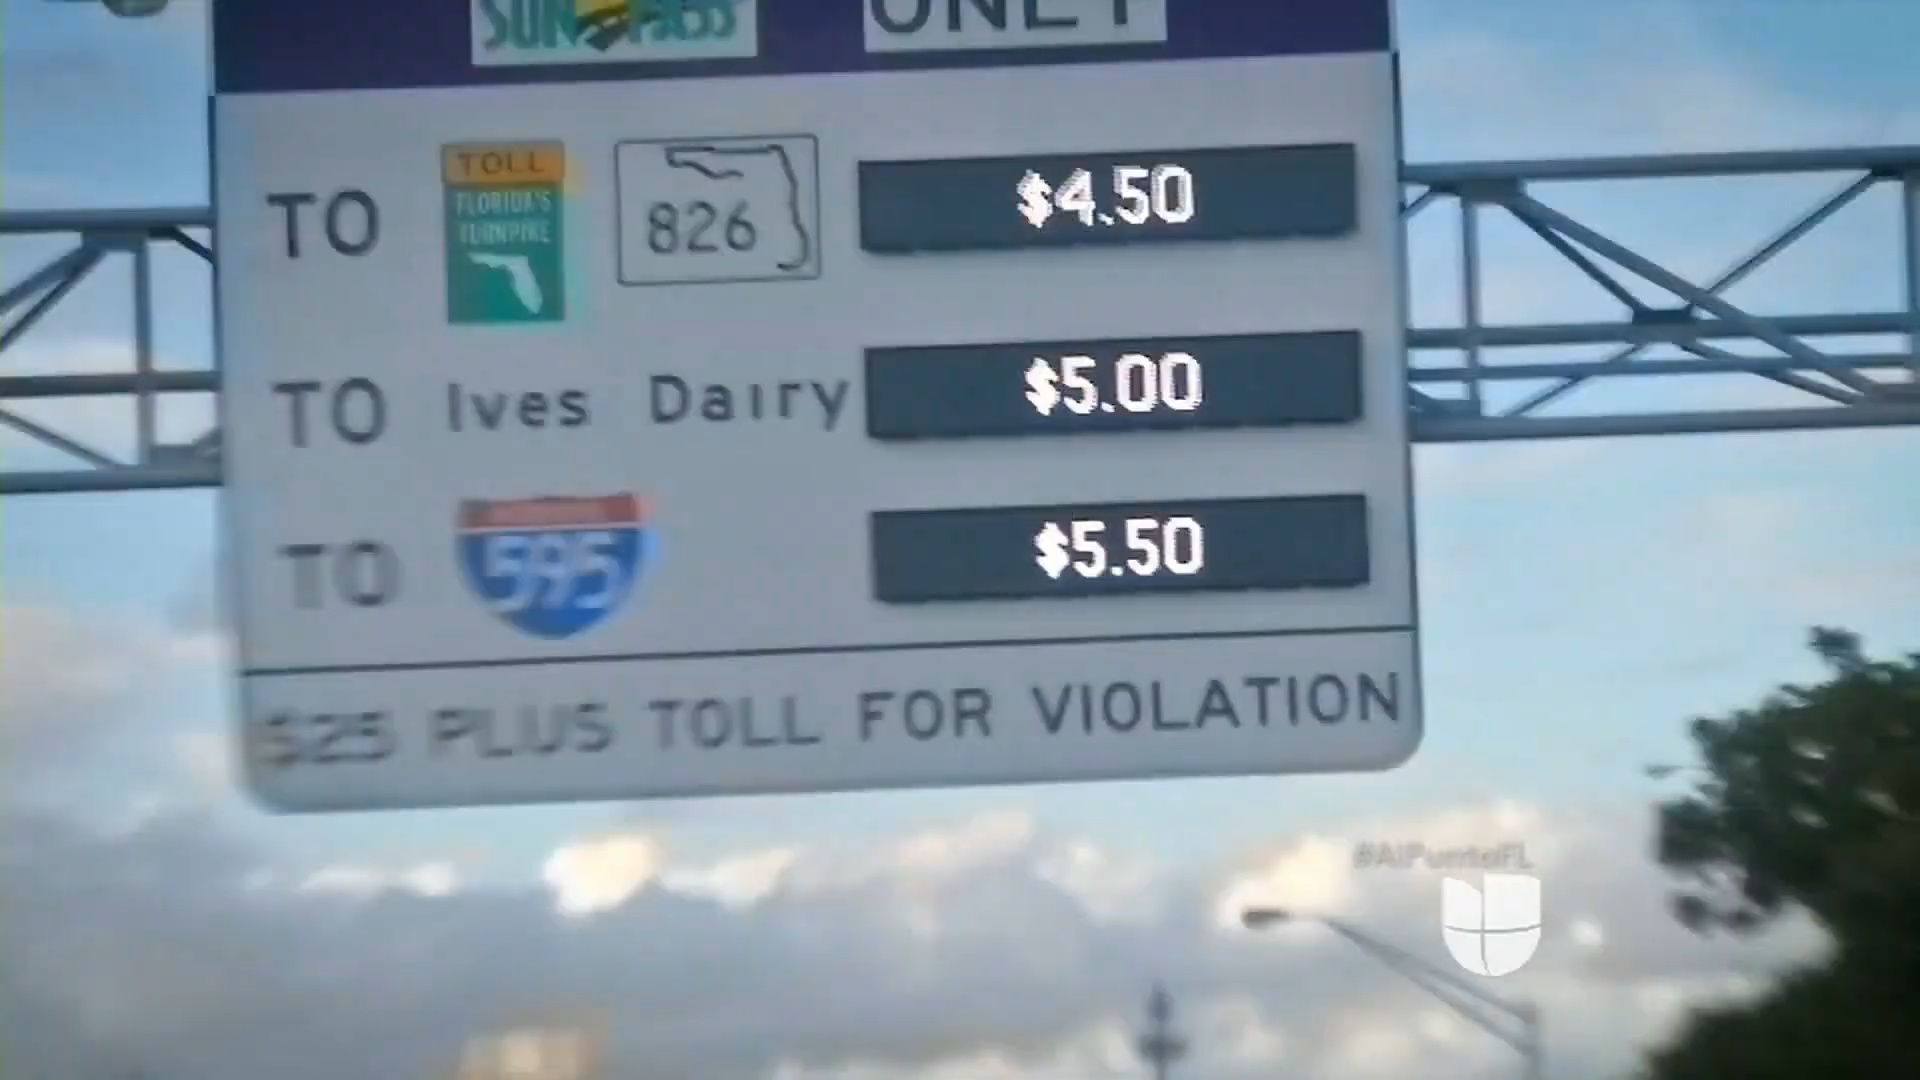 SUNPASS ONLY
TOLL
FLORIDA'S
TURNPIKE
TO 826 $4.50
TO Ives Dairy $5.00
TO 595 $5.50
$25 PLUS TOLL FOR VIOLATION
#AlPuntoFL